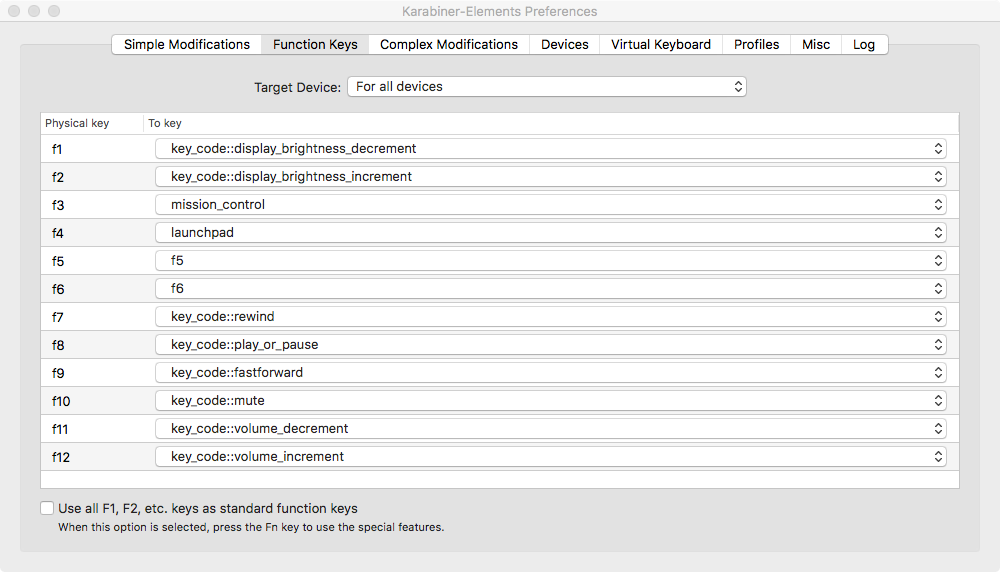 Karabiner-Elements Preferences
Simple Modifications Function Keys Complex Modifications Devices Virtual Keyboard Profiles Misc Log
Target Device: For all devices
Physical key To key
f1 key_code::display_brightness_decrement
f2 key_code::display_brightness_increment
f3 mission_control
f4 launchpad
f5 f5
f6 f6
f7 key_code::rewind
f8 key_code::play_or_pause
f9 key_code::fastforward
f10 key_code::mute
f11 key_code::volume_decrement
f12 key_code::volume_increment
Use all F1, F2, etc. keys as standard function keys
When this option is selected, press the Fn key to use the special features.